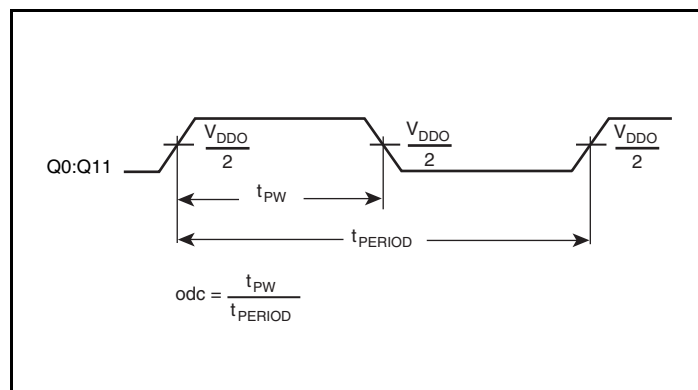 V_DDO
2
V_DDO
2
V_DDO
2
Q0:Q11
t_PW
t_PERIOD
odc = t_PW
t_PERIOD